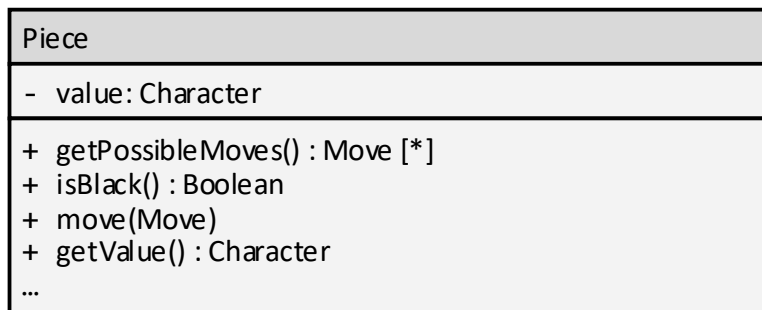 Piece
- value: Character
+ getPossibleMoves() : Move [*]
+ isBlack() : Boolean
+ move(Move)
+ getValue() : Character
…